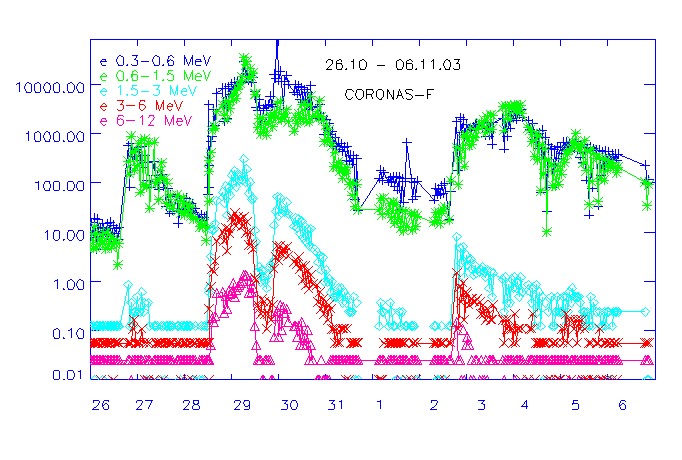 e 0.3-0.6 MeV
e 0.6-1.5 MeV
e 1.5-3 MeV
e 3-6 MeV
e 6-12 MeV
26.10 - 06.11.03
CORONAS-F
10000.00
1000.00
100.00
10.00
1.00
0.10
0.01
26 27 28 29 30 31 1 2 3 4 5 6